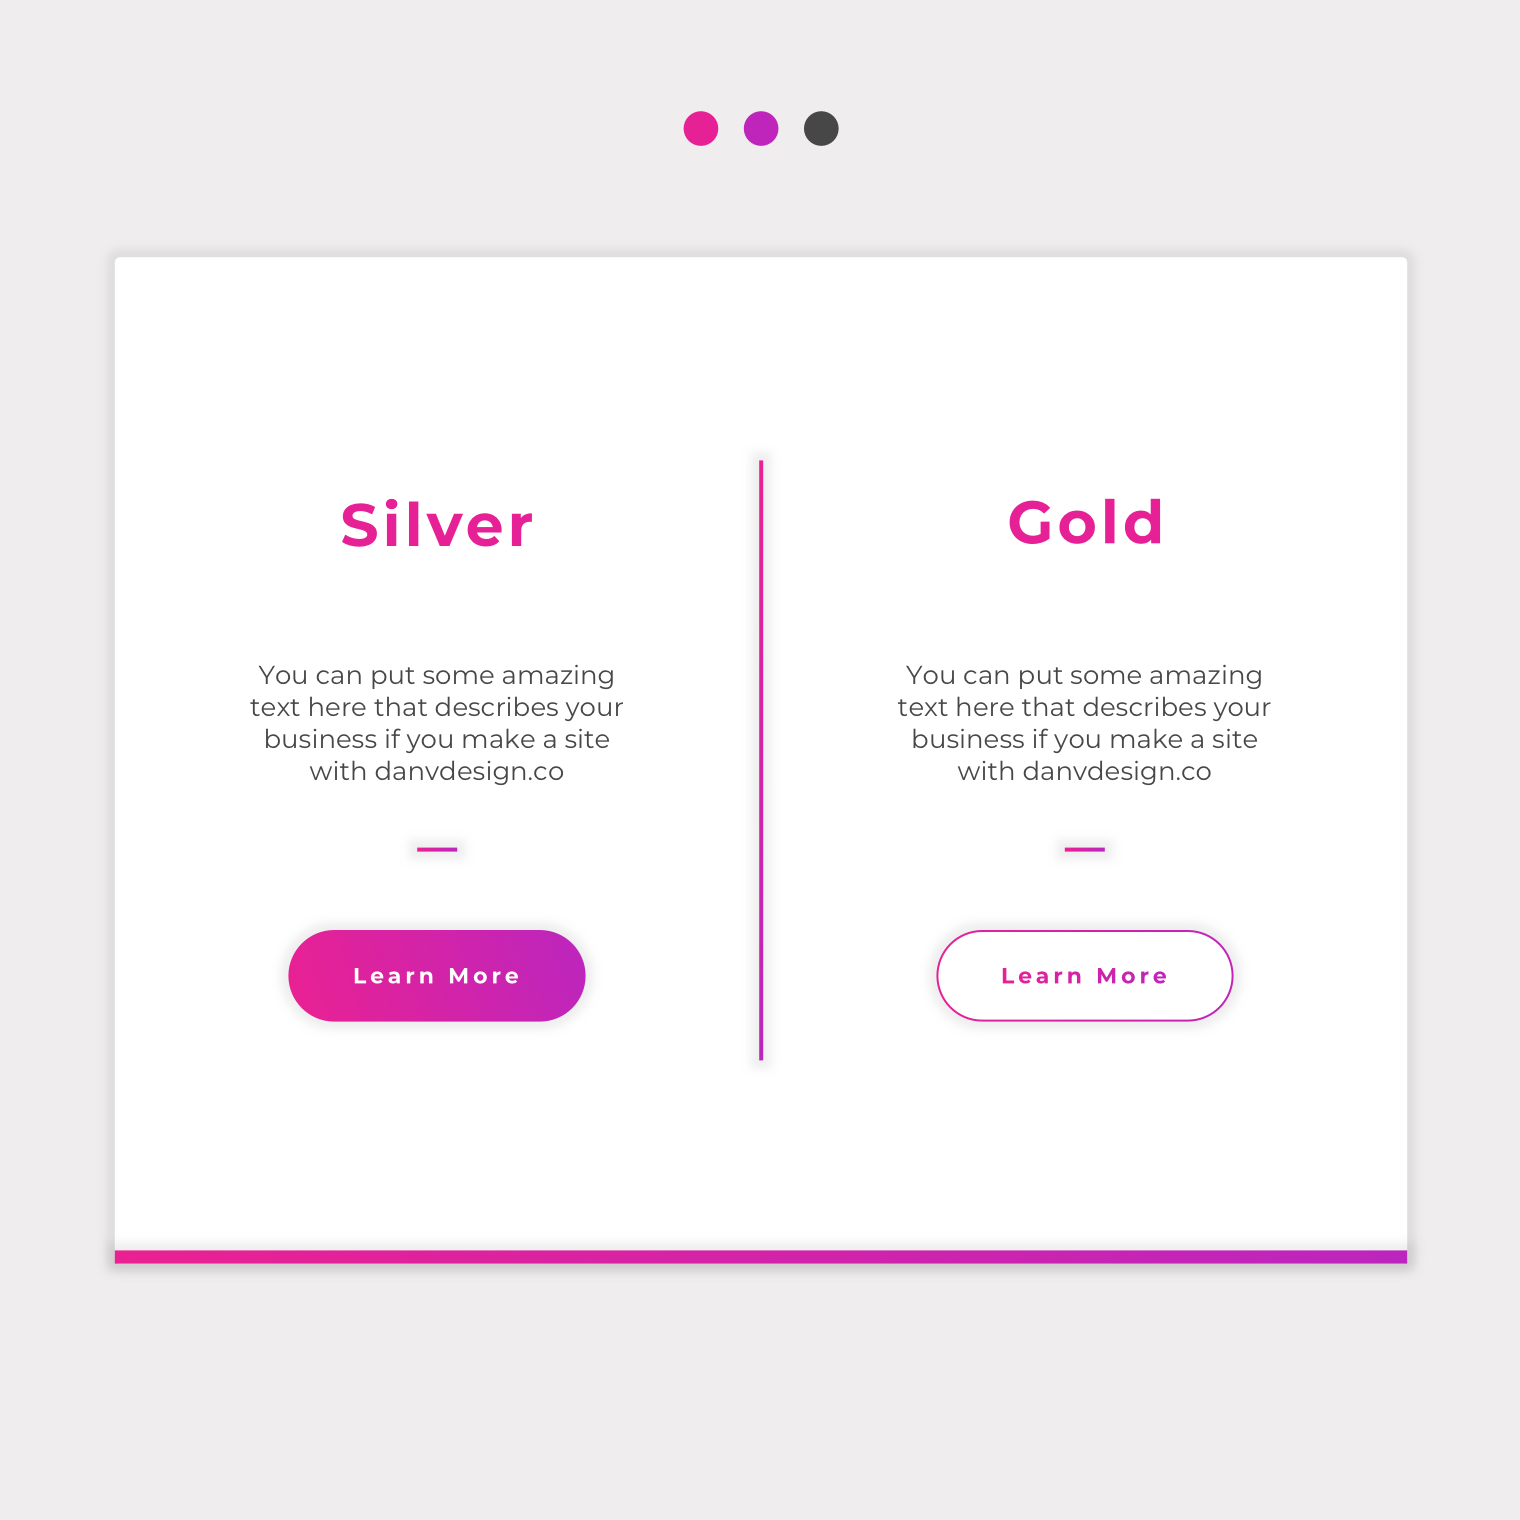 Silver
You can put some amazing
text here that describes your
business if you make a site
with danvdesign.co
Learn More
Gold
You can put some amazing
text here that describes your
business if you make a site
with danvdesign.co
Learn More